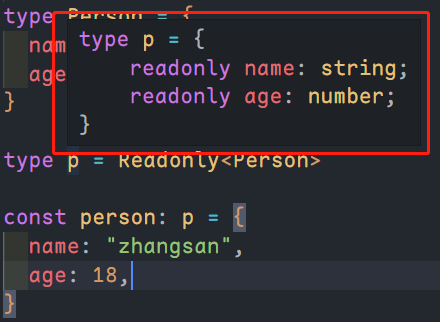 type Person = {
type p = {
nam
readonly name: string;
age
readonly age: number;
}
}
type p = Readonly<Person>
const person: p = {
name: "zhangsan",
age: 18,
}